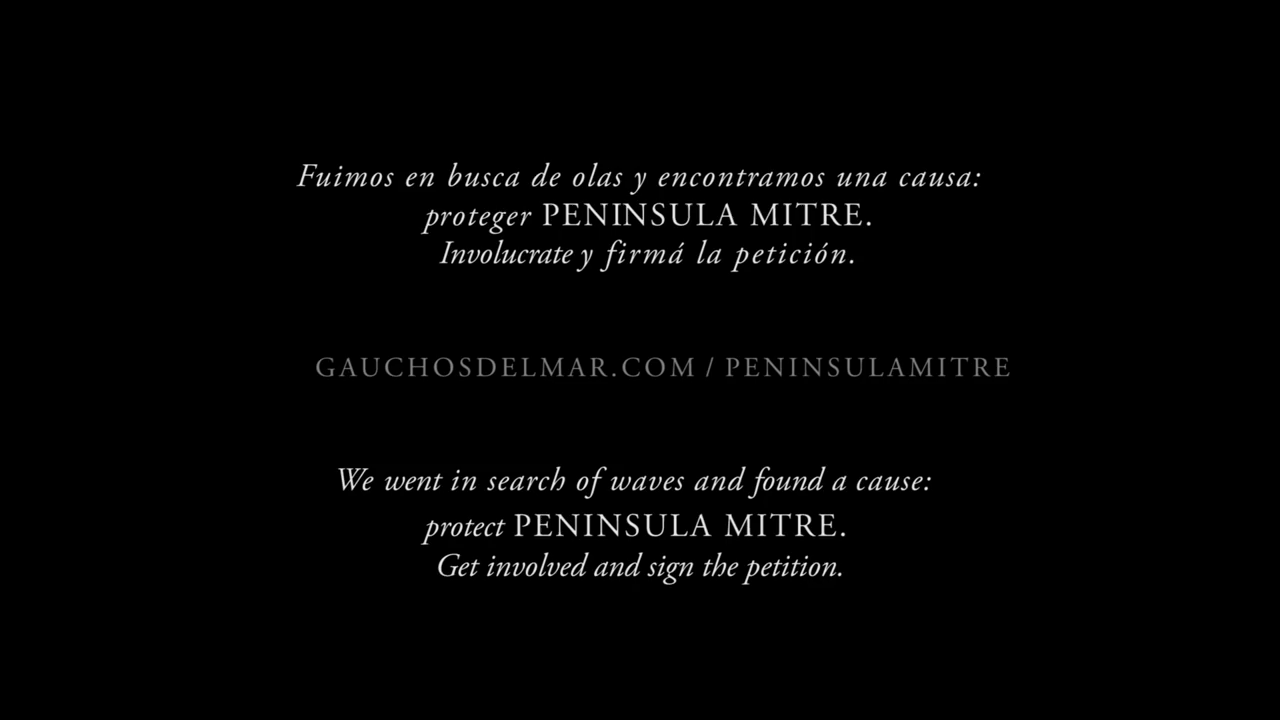 Fuimos en busca de olas y encontramos una causa:
proteger PENINSULA MITRE.
Involucrate y firmá la petición.
GAUCHOSDELMAR.COM / PENINSULAMITRE
We went in search of waves and found a cause:
protect PENINSULA MITRE.
Get involved and sign the petition.